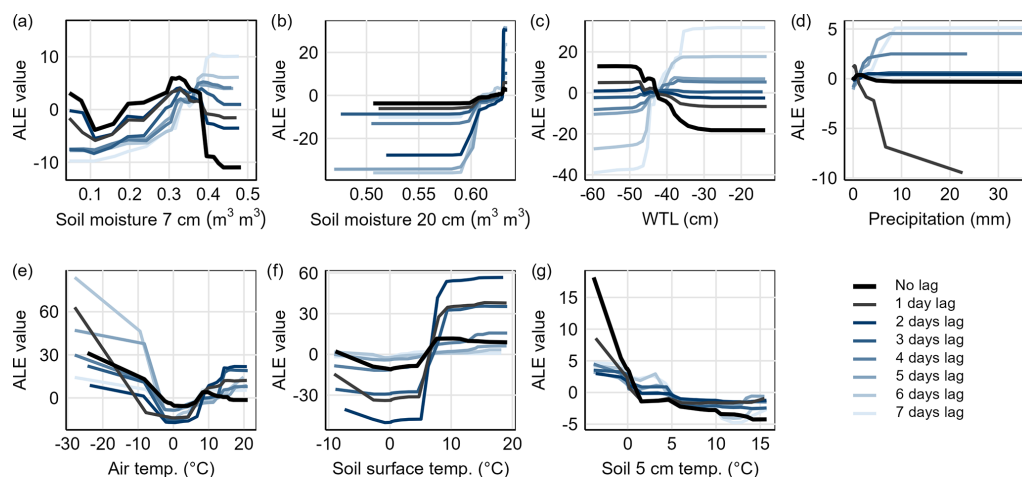 (a)
ALE value
10
0
-10
0.1
0.2
0.3
0.4
0.5
Soil moisture 7 cm (m³ m³)
(b)
ALE value
20
0
-20
0.50
0.55
0.60
Soil moisture 20 cm (m³ m³)
(c)
ALE value
20
0
-20
-40
-60
-50
-40
-30
-20
WTL (cm)
(d)
ALE value
5
0
-5
-10
0
10
20
30
Precipitation (mm)
(e)
ALE value
60
30
0
-30
-20
-10
0
10
20
Air temp. (°C)
(f)
ALE value
60
30
0
-30
-10
0
10
20
Soil surface temp. (°C)
(g)
ALE value
15
10
5
0
-5
0
5
10
15
Soil 5 cm temp. (°C)
No lag
1 day lag
2 days lag
3 days lag
4 days lag
5 days lag
6 days lag
7 days lag